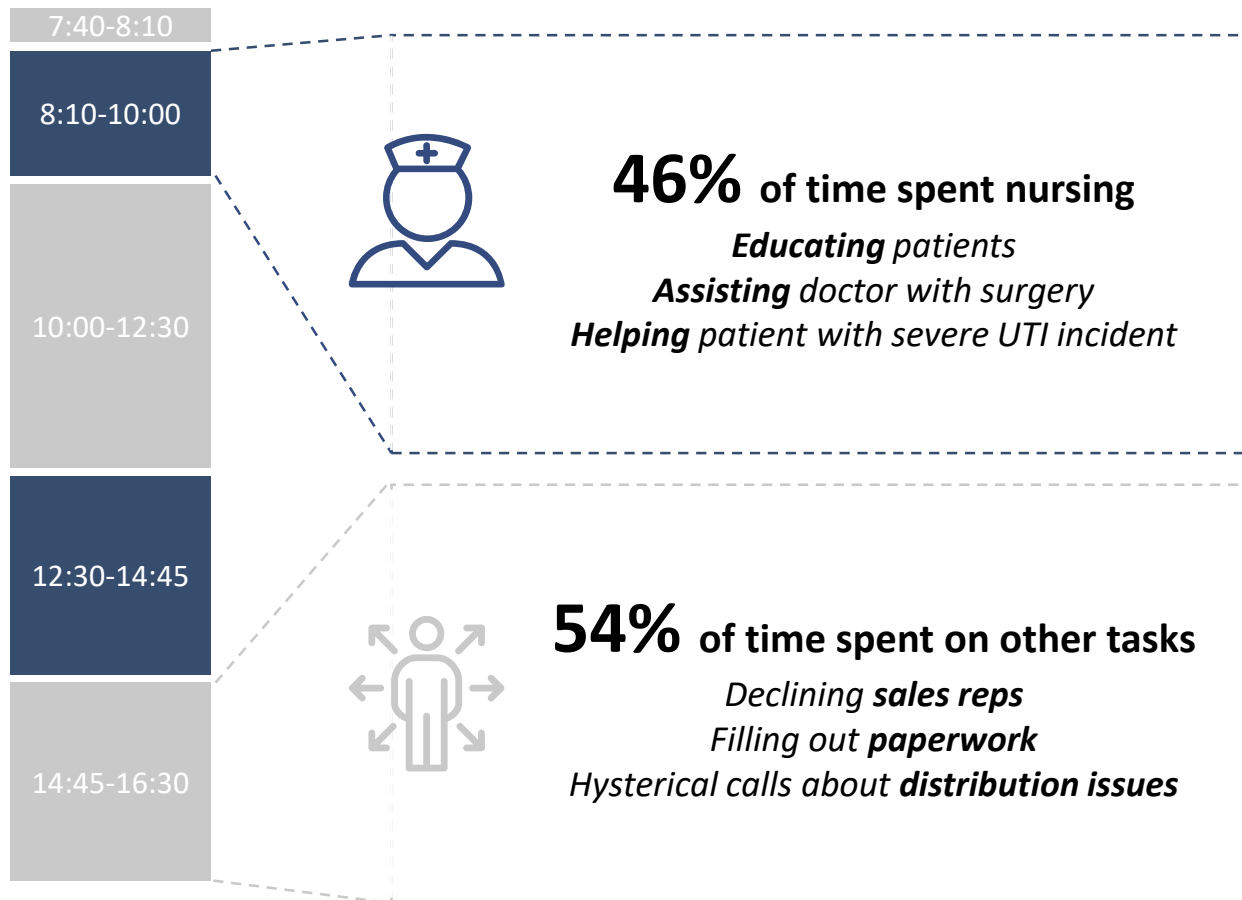 7:40-8:10
8:10-10:00
10:00-12:30
12:30-14:45
14:45-16:30
46% of time spent nursing
Educating patients
Assisting doctor with surgery
Helping patient with severe UTI incident
54% of time spent on other tasks
Declining sales reps
Filling out paperwork
Hysterical calls about distribution issues